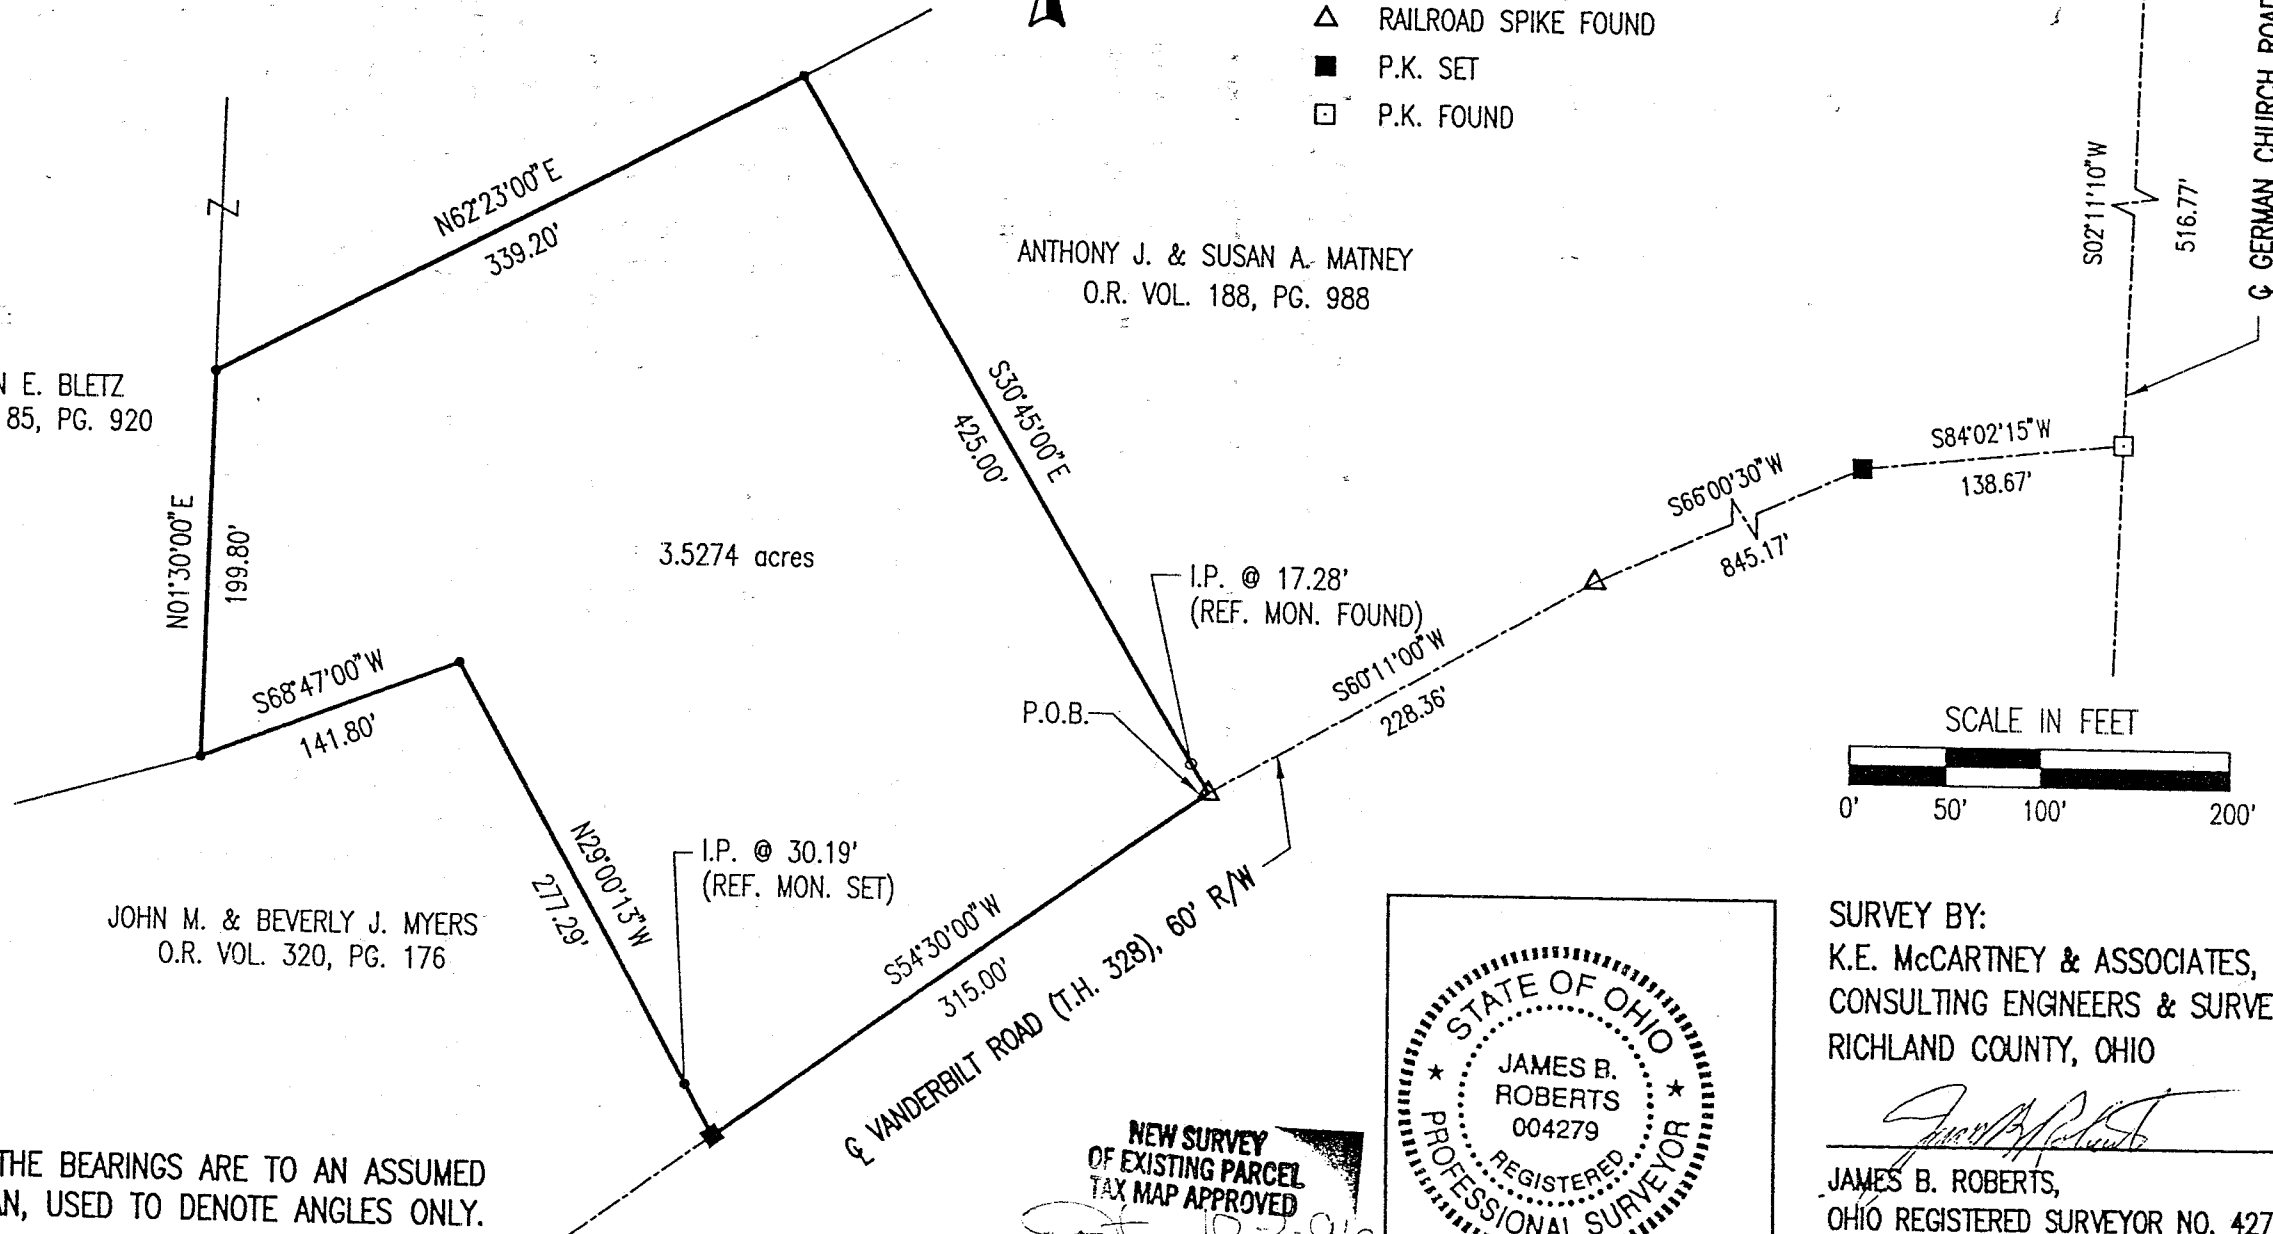 RAILROAD SPIKE FOUND
P.K. SET
P.K. FOUND
N62°23'00"E
339.20'
ANTHONY J. & SUSAN A. MATNEY
O.R. VOL. 188, PG. 988
S02°11'10"W
516.77'
℄ GERMAN CHURCH ROAD
E. BLETZ
85, PG. 920
N01°30'00"E
199.80'
S30°45'00"E
425.00'
3.5274 acres
S84°02'15"W
138.67'
S66°00'30"W
845.17'
I.P. @ 17.28'
(REF. MON. FOUND)
S60°11'00"W
228.36'
P.O.B.
S68°47'00"W
141.80'
SCALE IN FEET
0' 50' 100' 200'
N29°00'13"W
277.29'
I.P. @ 30.19'
(REF. MON. SET)
JOHN M. & BEVERLY J. MYERS
O.R. VOL. 320, PG. 176
S54°30'00"W
315.00'
℄ VANDERBILT ROAD (T.H. 328), 60' R/W
SURVEY BY:
K.E. McCARTNEY & ASSOCIATES,
CONSULTING ENGINEERS & SURVE
RICHLAND COUNTY, OHIO
STATE OF OHIO
JAMES B.
ROBERTS
004279
REGISTERED
PROFESSIONAL SURVEYOR
NEW SURVEY
OF EXISTING PARCEL
TAX MAP APPROVED
THE BEARINGS ARE TO AN ASSUMED
AN, USED TO DENOTE ANGLES ONLY.
JAMES B. ROBERTS,
OHIO REGISTERED SURVEYOR NO. 427